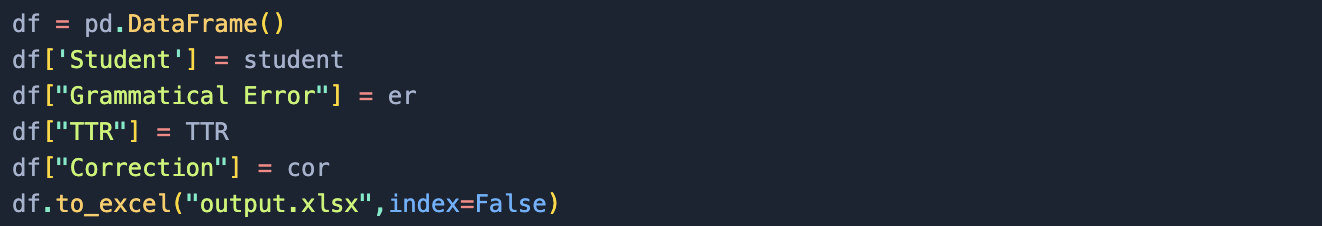 df = pd.DataFrame()
df['Student'] = student
df["Grammatical Error"] = er
df["TTR"] = TTR
df["Correction"] = cor
df.to_excel("output.xlsx",index=False)